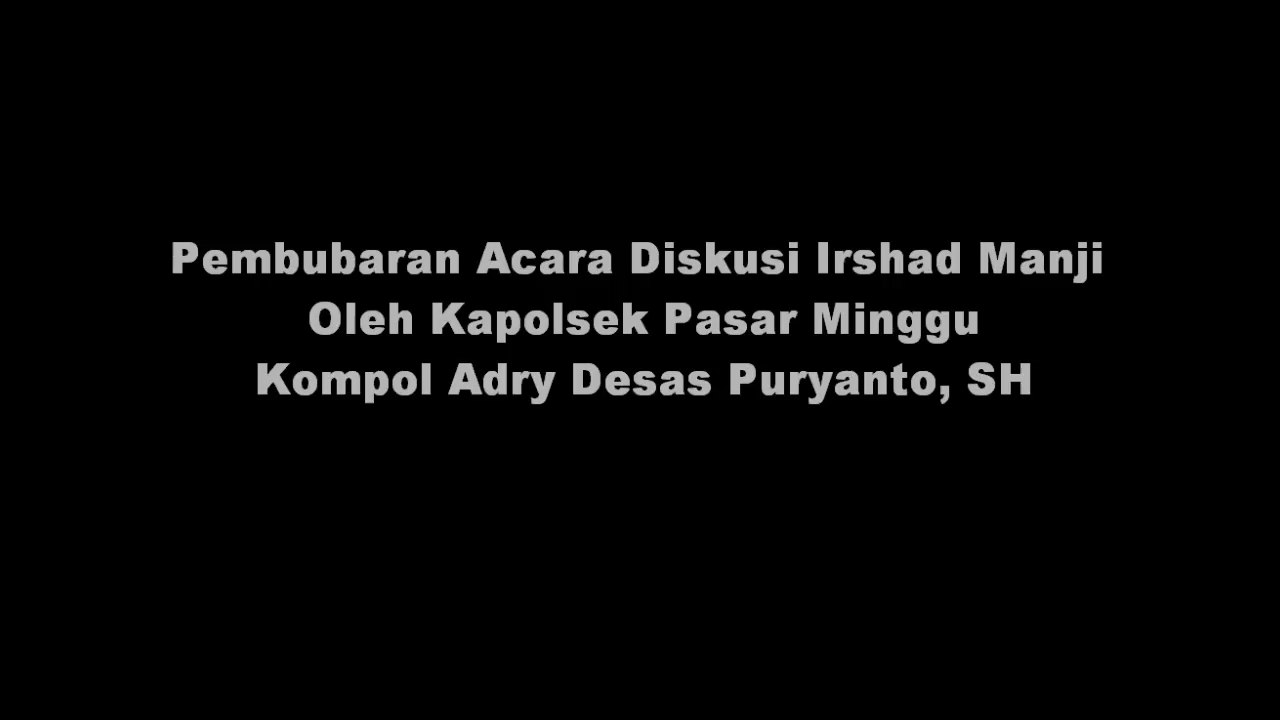 Pembubaran Acara Diskusi Irshad Manji
Oleh Kapolsek Pasar Minggu
Kompol Adry Desas Puryanto, SH